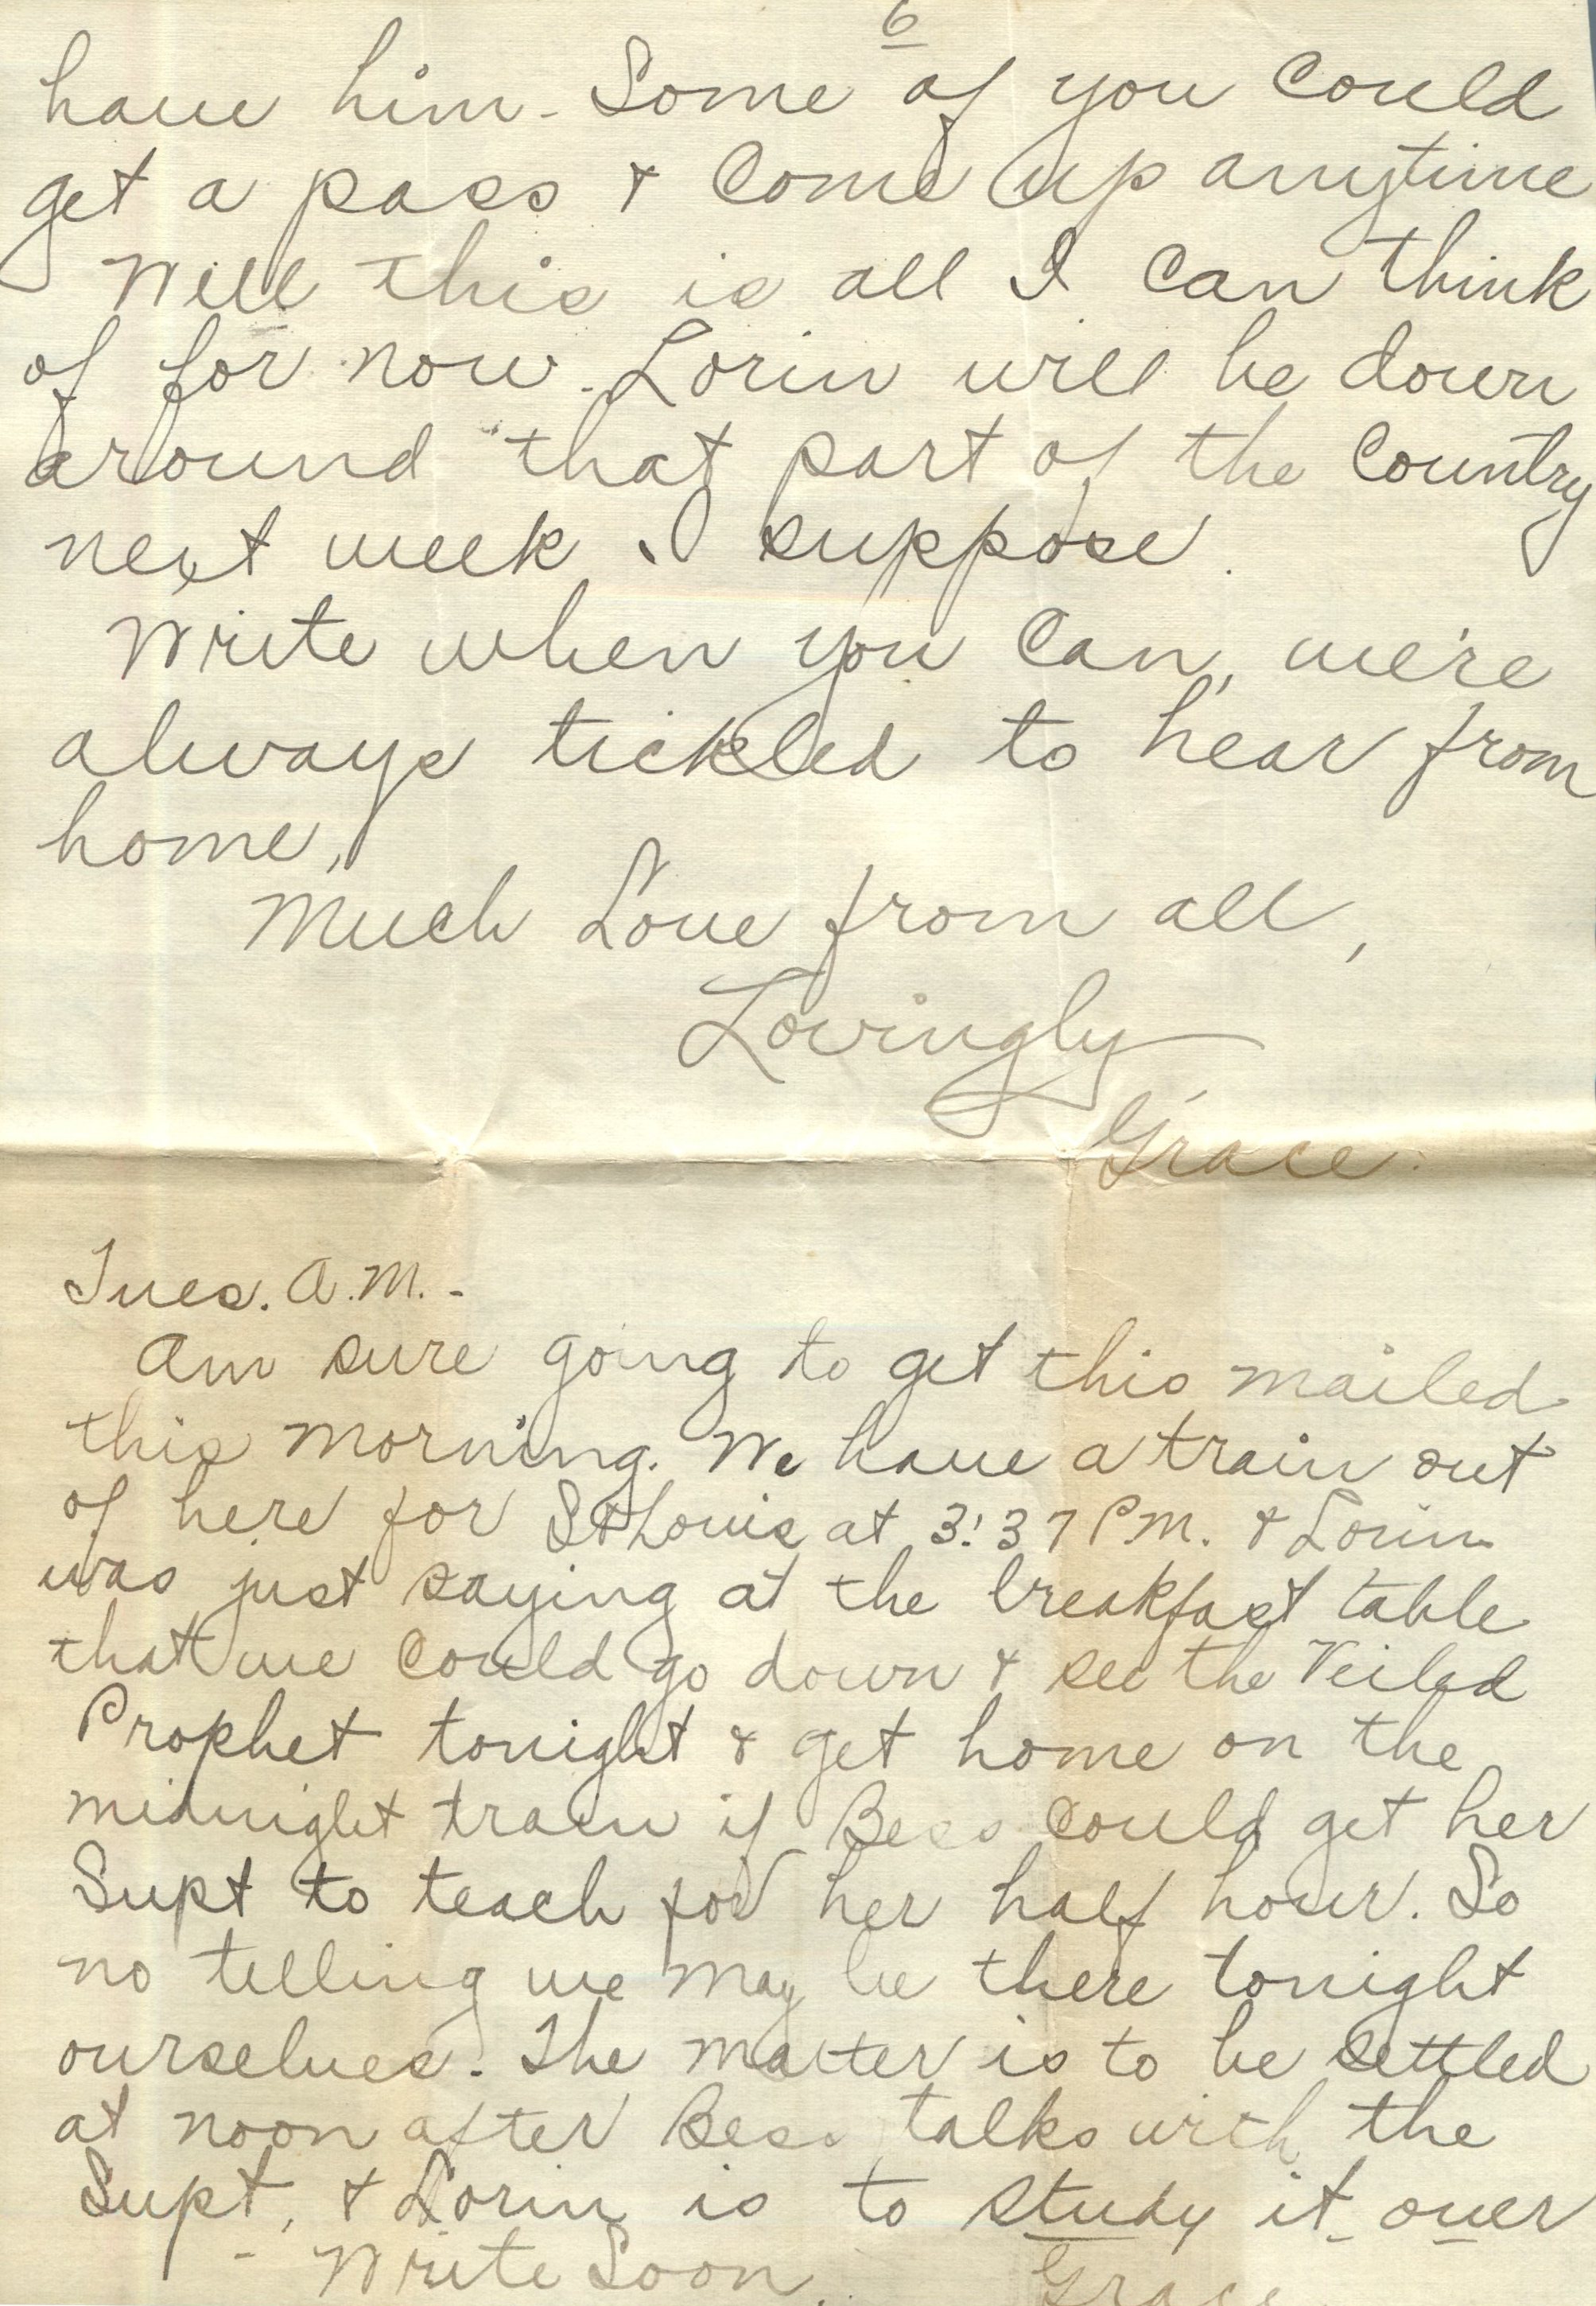 6
have him - Some of you could
get a pass & come up anytime
Well this is all I can think
of for now - Lorin will be down
around that part of the country
next week I suppose.
Write when you can, we're
always tickled to hear from
home,
Much Love from all,
Lovingly
Grace.
Tues. A.M. -
Am sure going to get this mailed
this morning. We have a train out
of here for St Louis at 3:37 P.M. & Lorin
was just saying at the breakfast table
that we could go down & see the Veiled
Prophet tonight & get home on the
midnight train if Bess could get her
Supt to teach for her half hour. So
no telling we may be there tonight
ourselves. The matter is to be settled
at noon after Bess talks with the
Supt, & Lorin is to study it over
- Write Soon. Grace